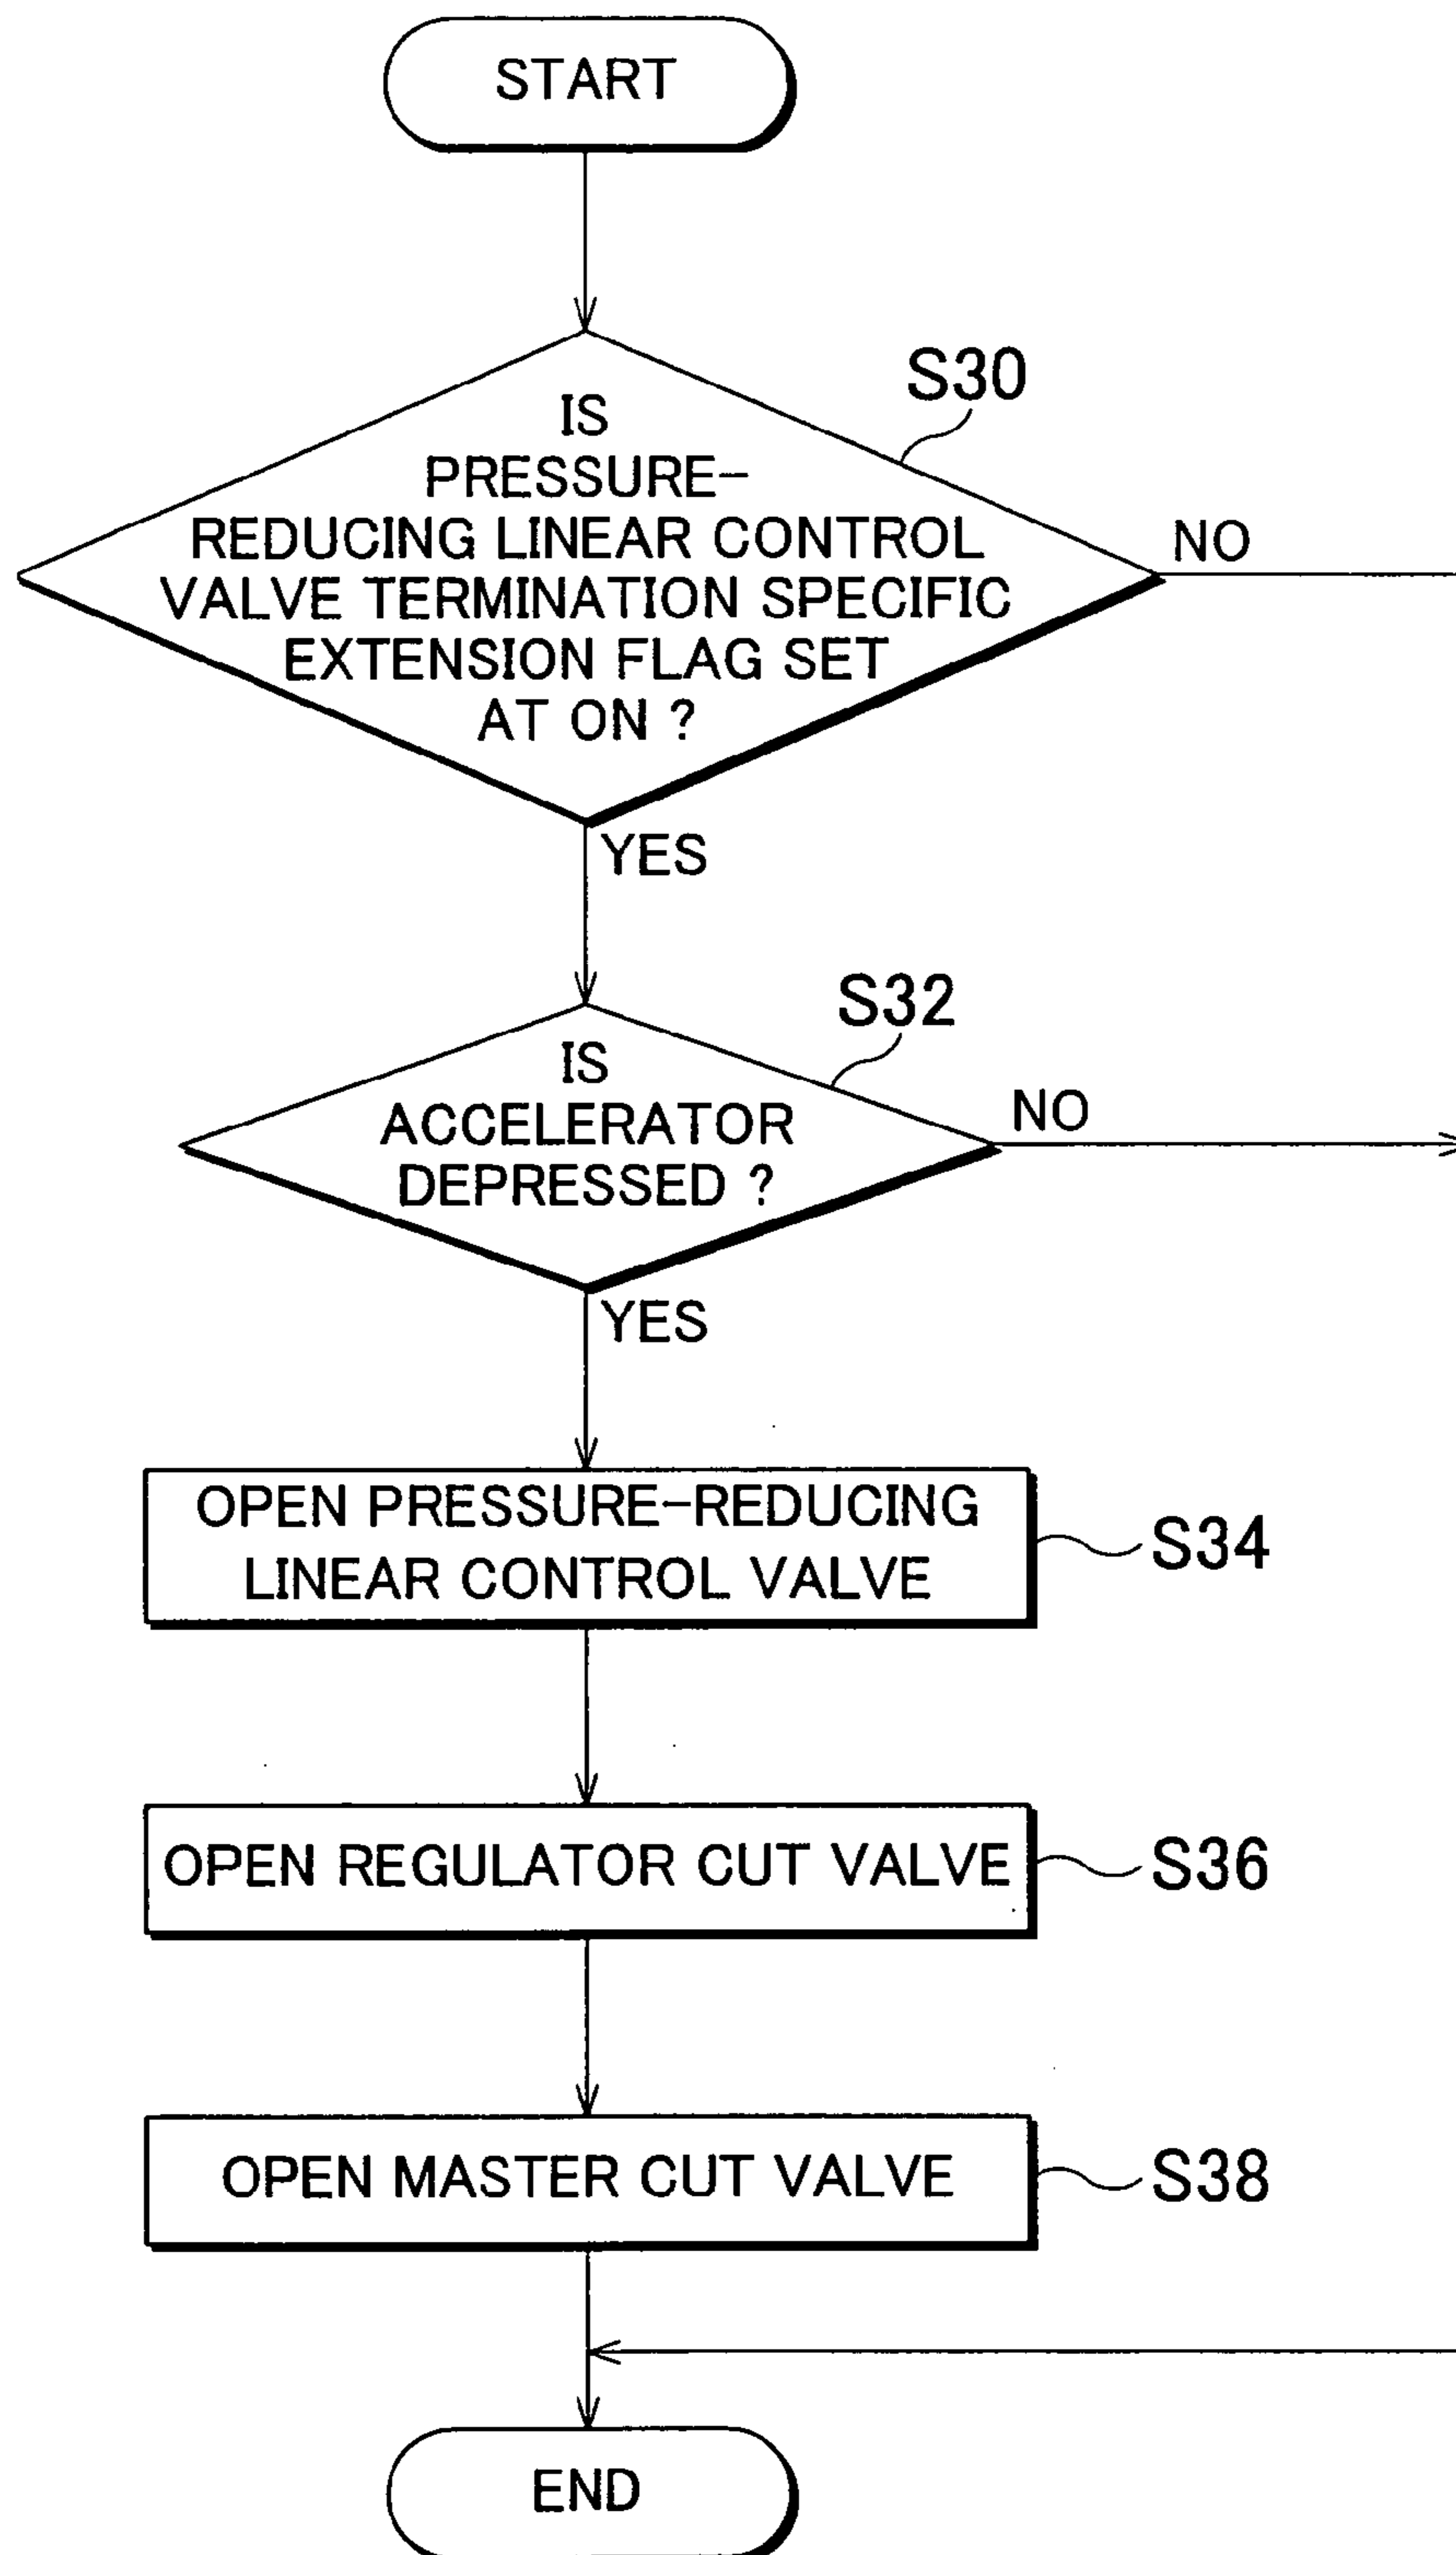 START
S30
IS
PRESSURE-
REDUCING LINEAR CONTROL
VALVE TERMINATION SPECIFIC
EXTENSION FLAG SET
AT ON ?
NO
YES
S32
IS
ACCELERATOR
DEPRESSED ?
NO
YES
OPEN PRESSURE-REDUCING
LINEAR CONTROL VALVE
S34
OPEN REGULATOR CUT VALVE
S36
OPEN MASTER CUT VALVE
S38
END